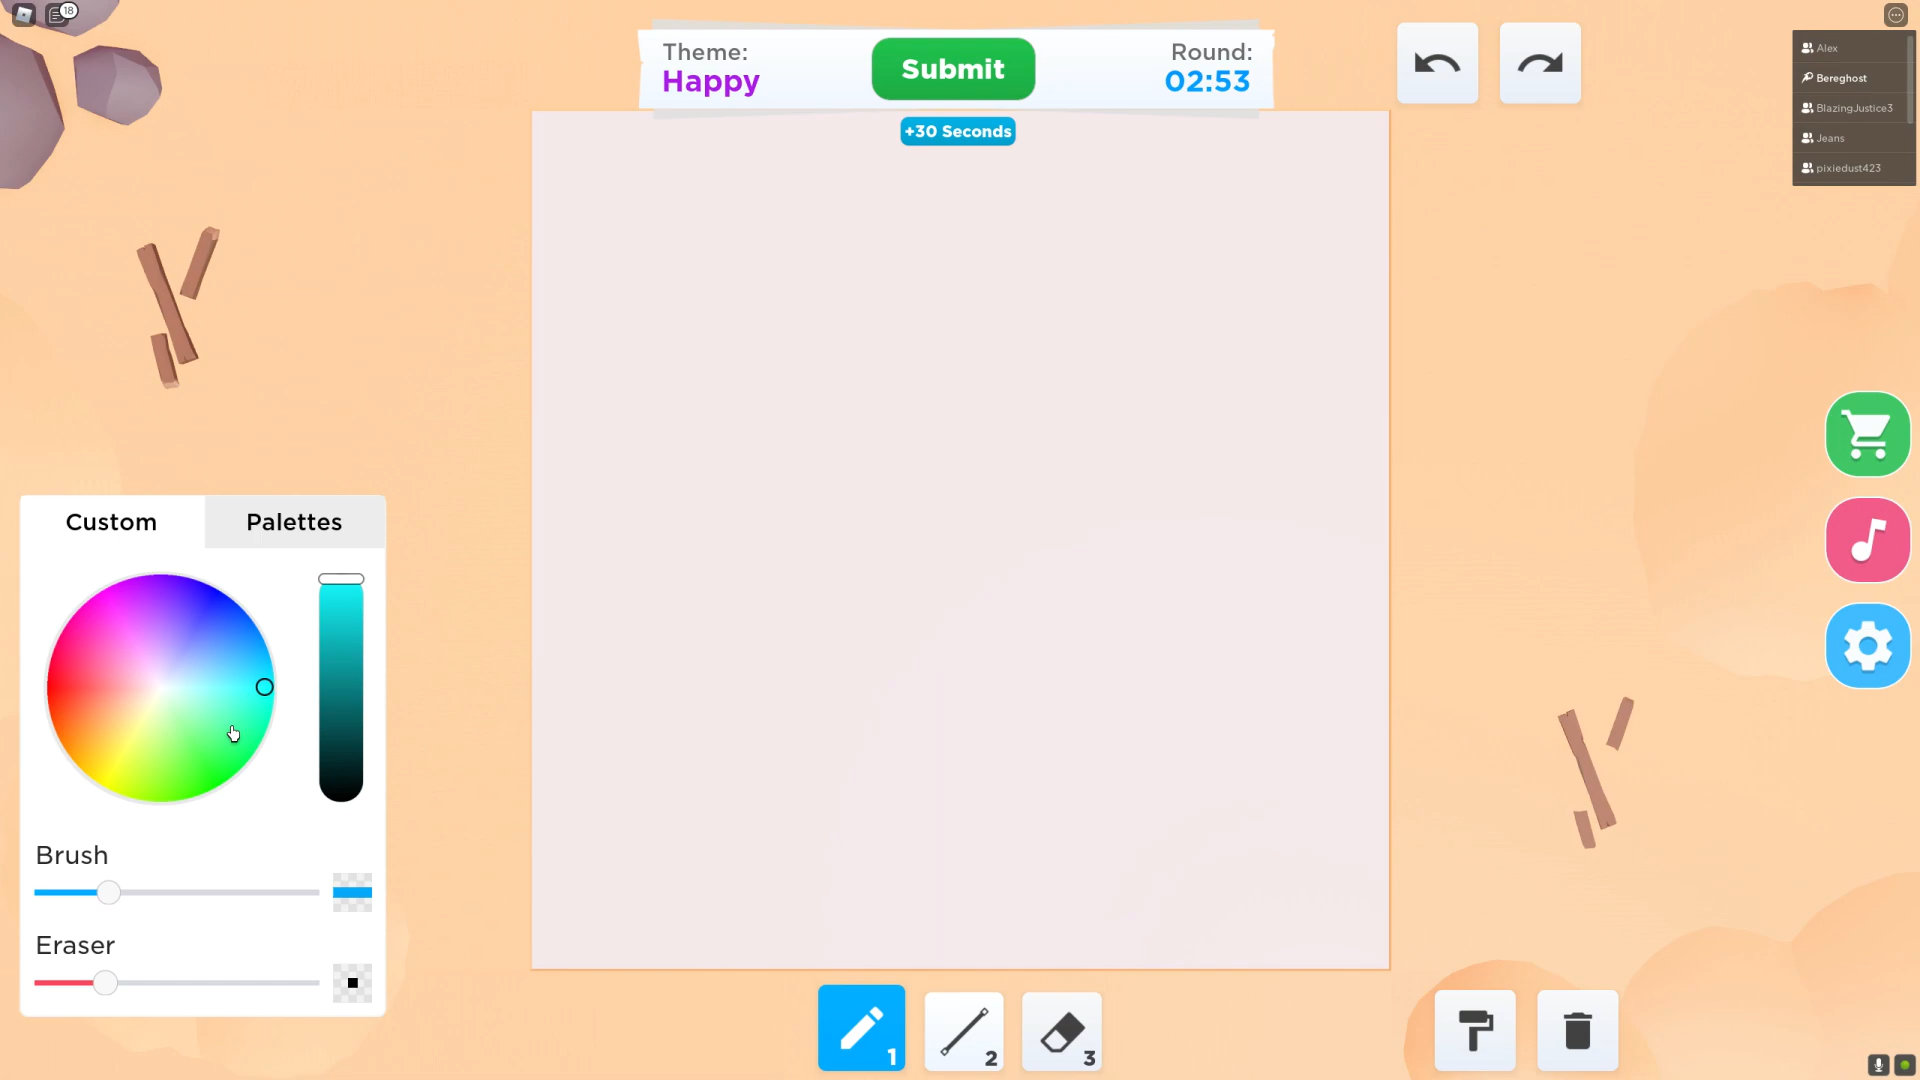 18
Theme:
Happy
Submit
Round:
02:53
+30 Seconds
Alex
Bereghost
BlazingJustice3
Jeans
pixiedust423
Custom
Palettes
Brush
Eraser
1
2
3